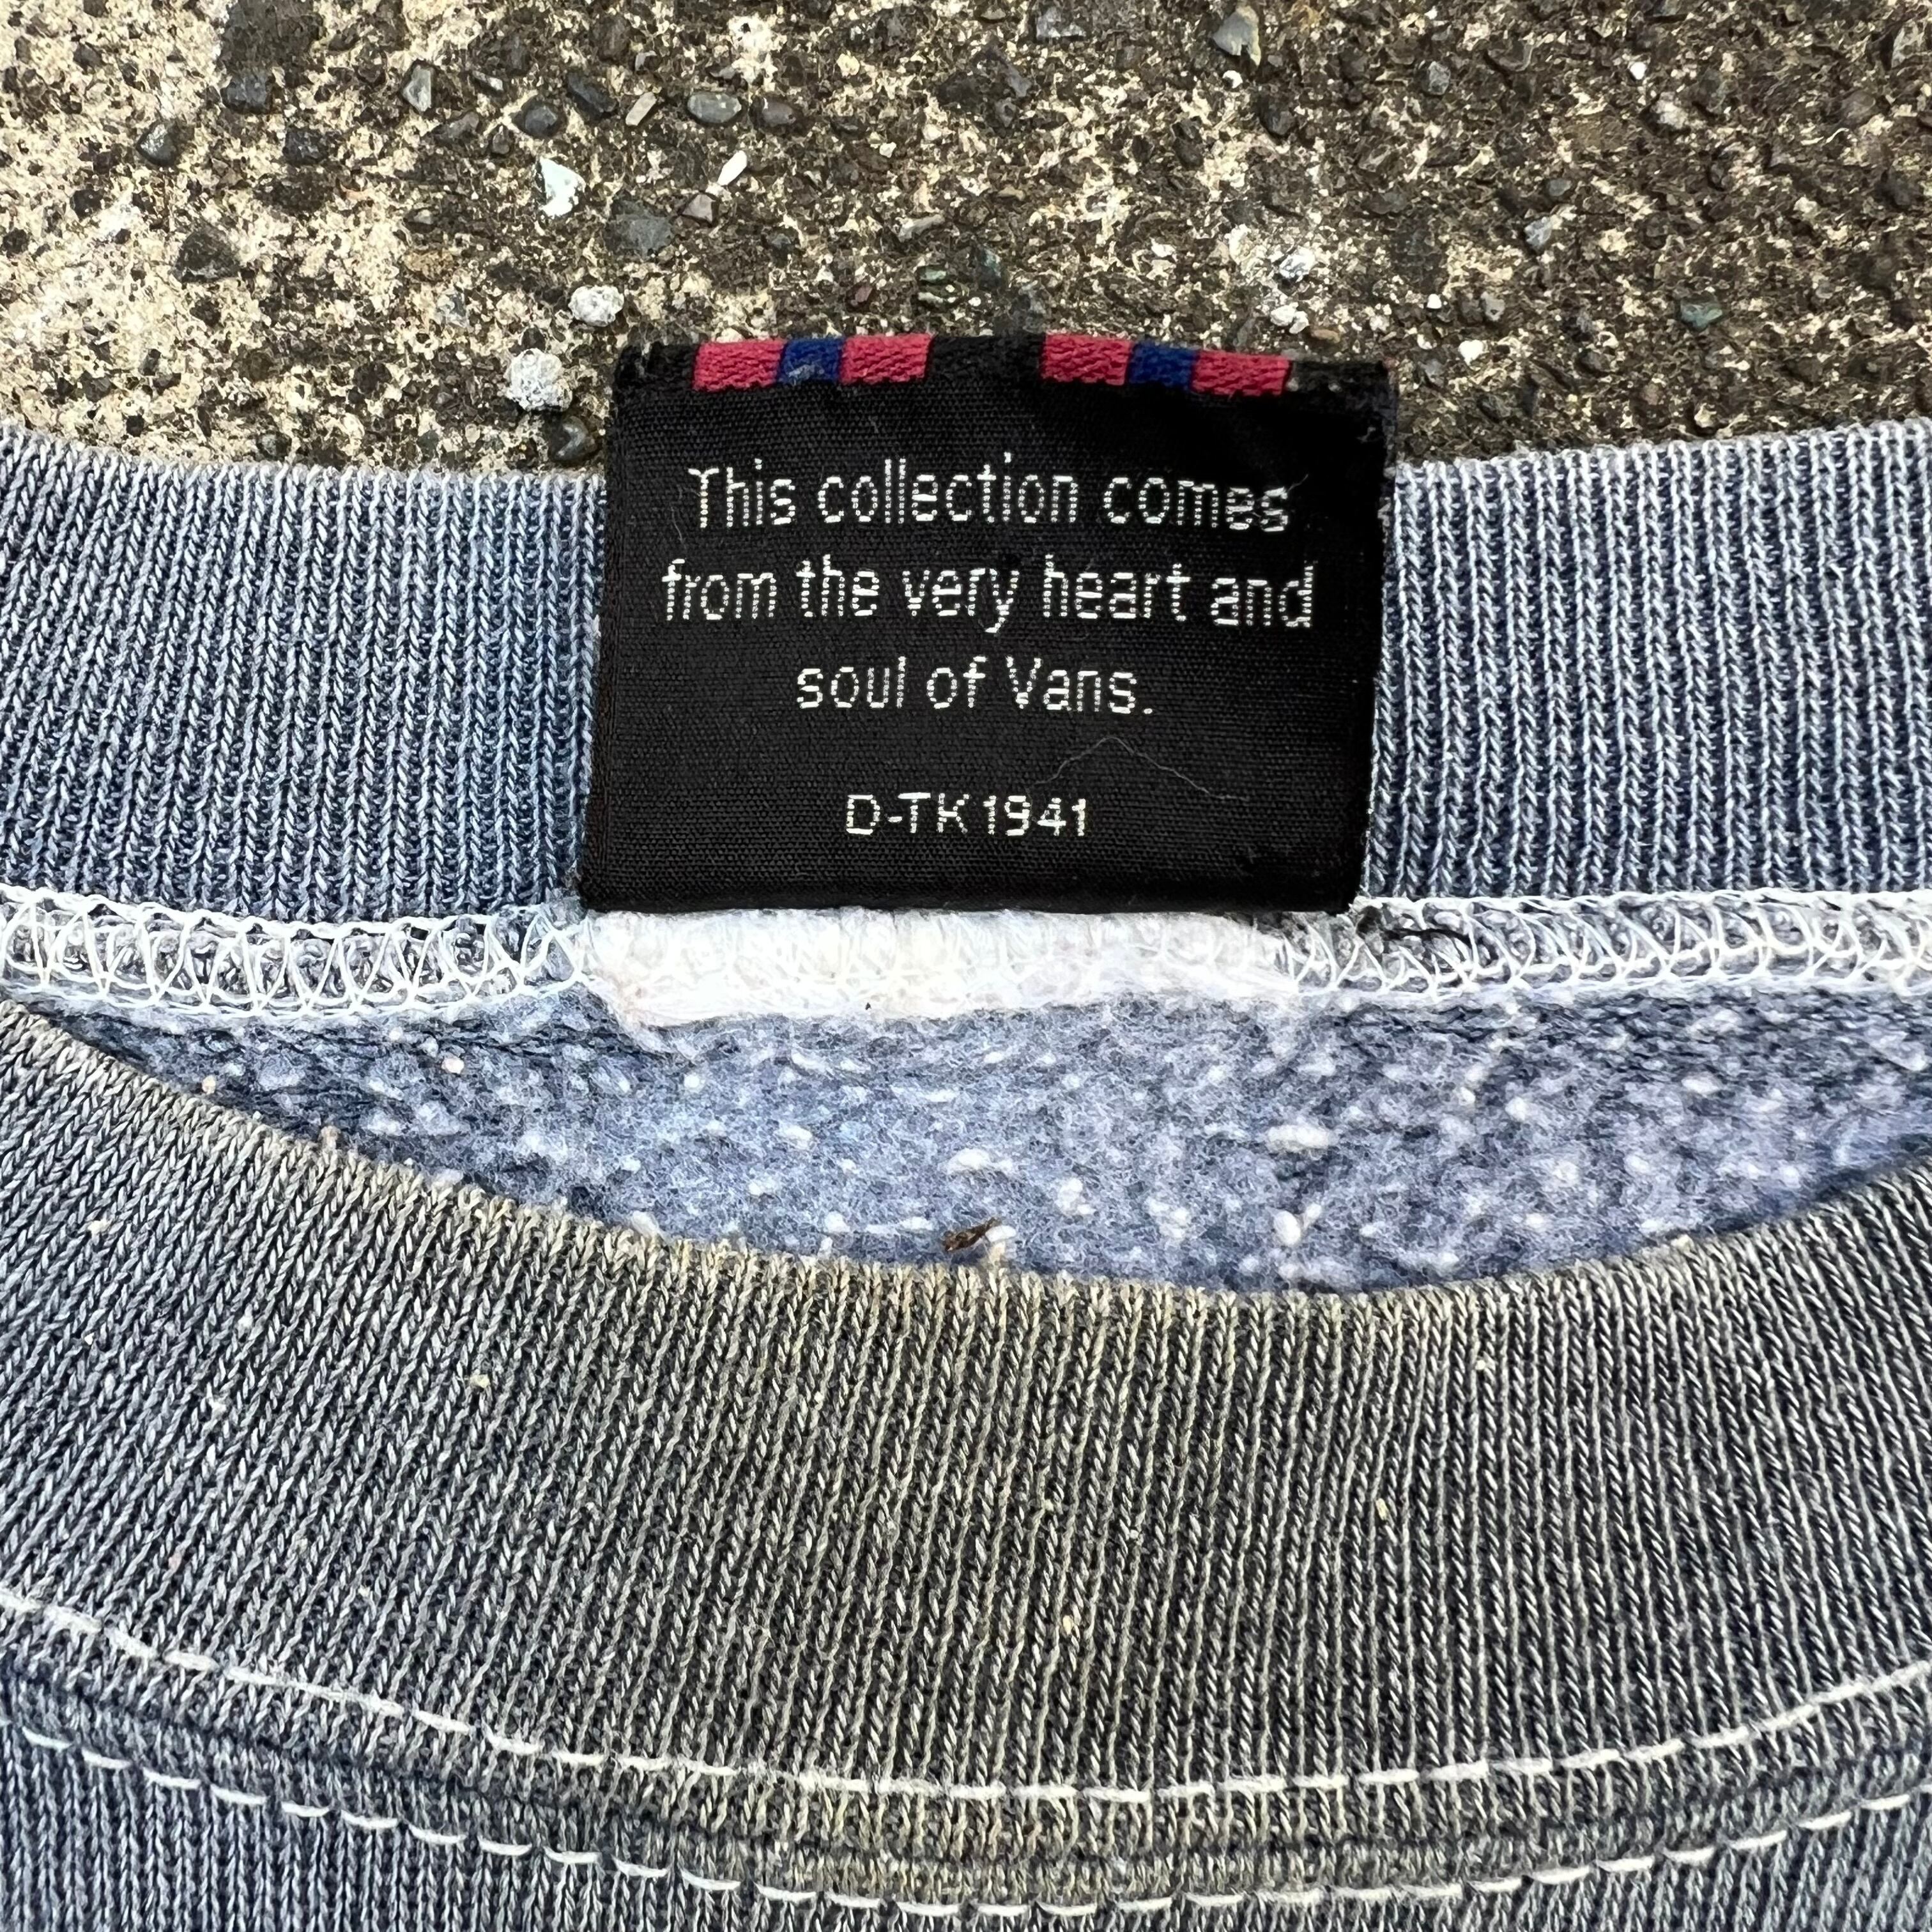 This collection comes
from the very heart and
soul of Vans.
D-TK1941